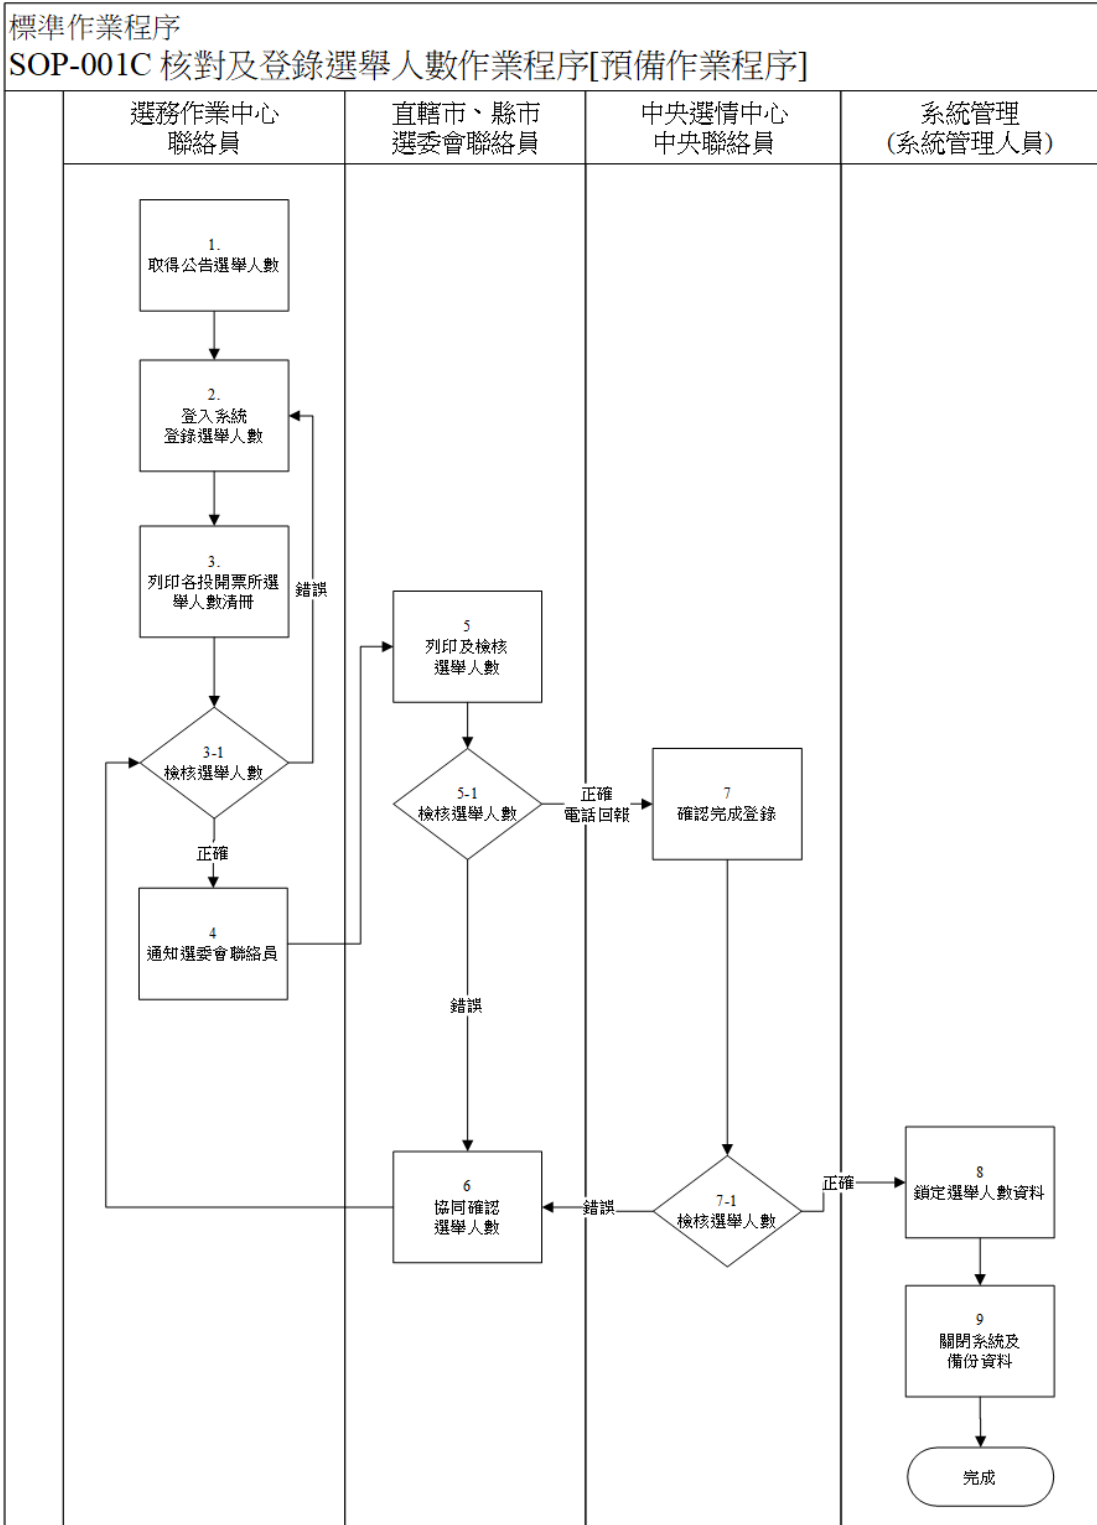 標準作業程序
SOP-001C 核對及登錄選舉人數作業程序[預備作業程序]
選務作業中心
聯絡員
直轄市、縣市
選委會聯絡員
中央選情中心
中央聯絡員
系統管理
(系統管理人員)
1.
取得公告選舉人數
2.
登入系統
登錄選舉人數
3.
列印各投開票所選
舉人數清冊
錯誤
3-1
檢核選舉人數
正確
4
通知選委會聯絡員
5
列印及檢核
選舉人數
5-1
檢核選舉人數
正確
電話回報
錯誤
6
協同確認
選舉人數
7
確認完成登錄
7-1
檢核選舉人數
錯誤
正確
8
鎖定選舉人數資料
9
關閉系統及
備份資料
完成